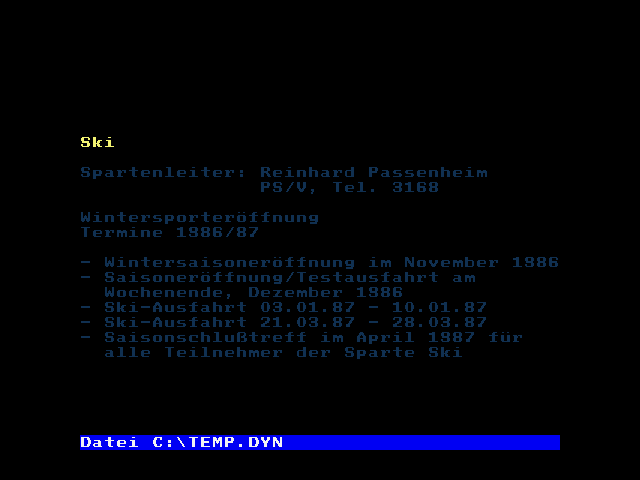 Ski
Spartenleiter: Reinhard Passenheim
PS/V, Tel. 3168
Wintersporteröffnung
Termine 1986/87
- Wintersaisoneröffnung im November 1986
- Saisoneröffnung/Testausfahrt am
Wochenende, Dezember 1986
- Ski-Ausfahrt 03.01.87 - 10.01.87
- Ski-Ausfahrt 21.03.87 - 28.03.87
- Saisonschlußtreff im April 1987 für
alle Teilnehmer der Sparte Ski
Datei C:\TEMP.DYN